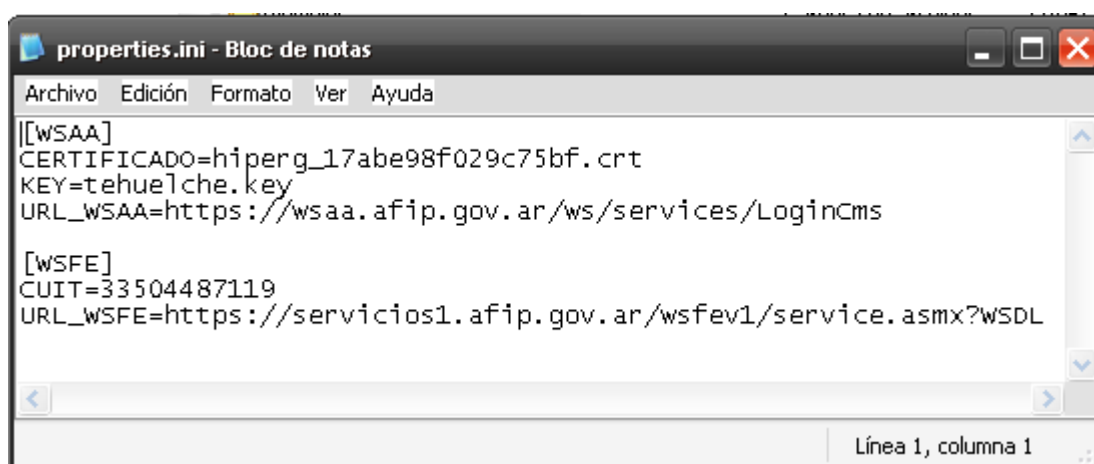 properties.ini - Bloc de notas
Archivo Edición Formato Ver Ayuda
[WSAA]
CERTIFICADO=hiperg_17abe98f029c75bf.crt
KEY=tehuelche.key
URL_WSAA=https://wsaa.afip.gov.ar/ws/services/LoginCms
[WSFE]
CUIT=33504487119
URL_WSFE=https://servicios1.afip.gov.ar/wsfev1/service.asmx?WSDL
Línea 1, columna 1